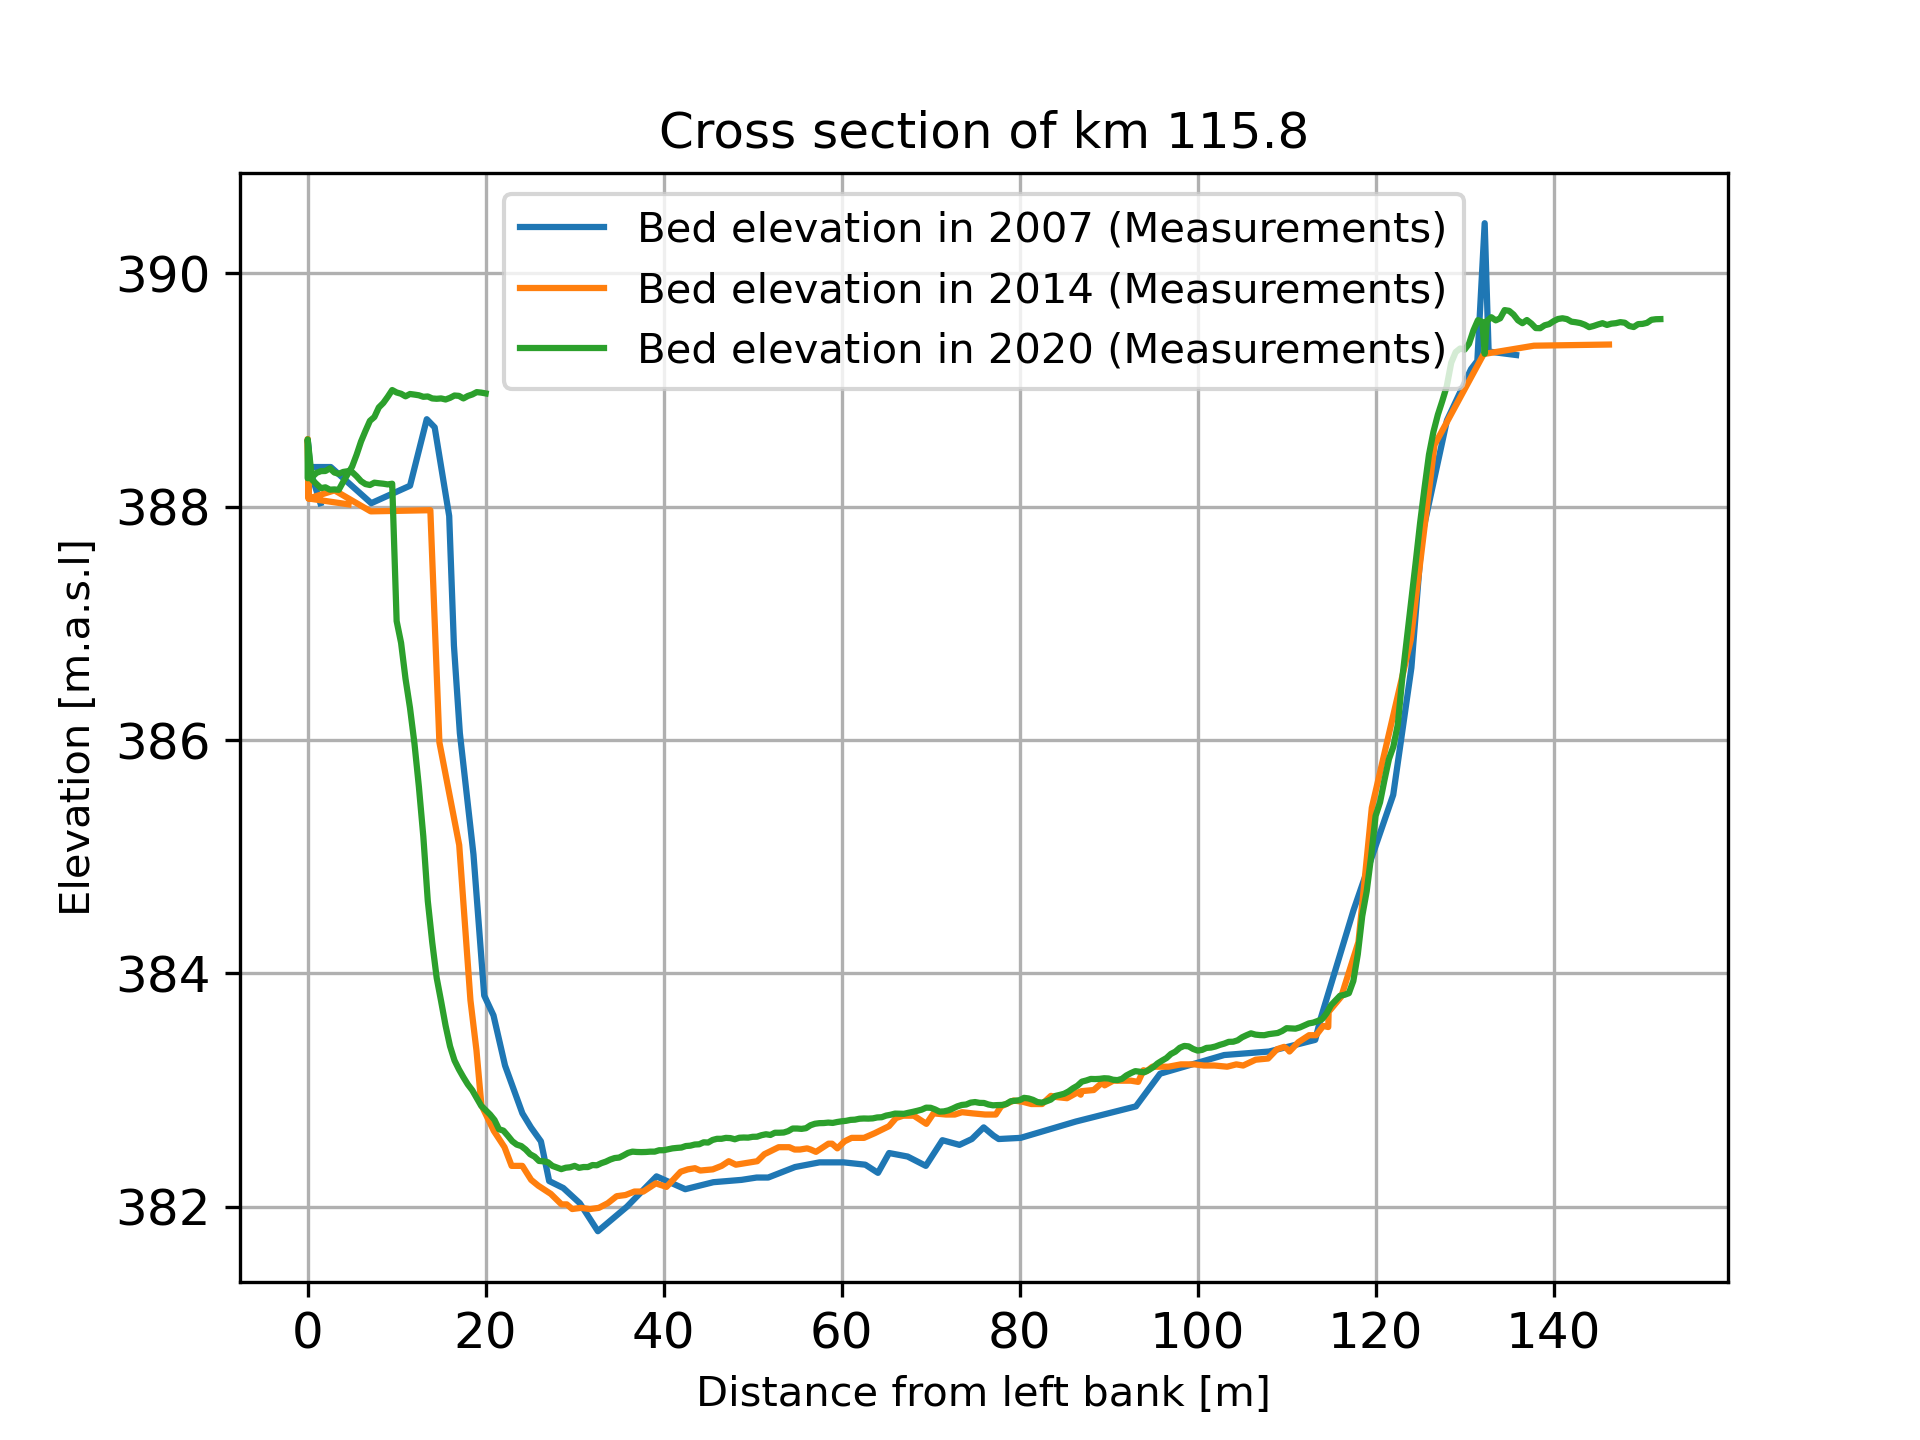 Cross section of km 115.8
Bed elevation in 2007 (Measurements)
Bed elevation in 2014 (Measurements)
Bed elevation in 2020 (Measurements)
390
388
386
384
382
Elevation [m.a.s.l]
0 20 40 60 80 100 120 140
Distance from left bank [m]